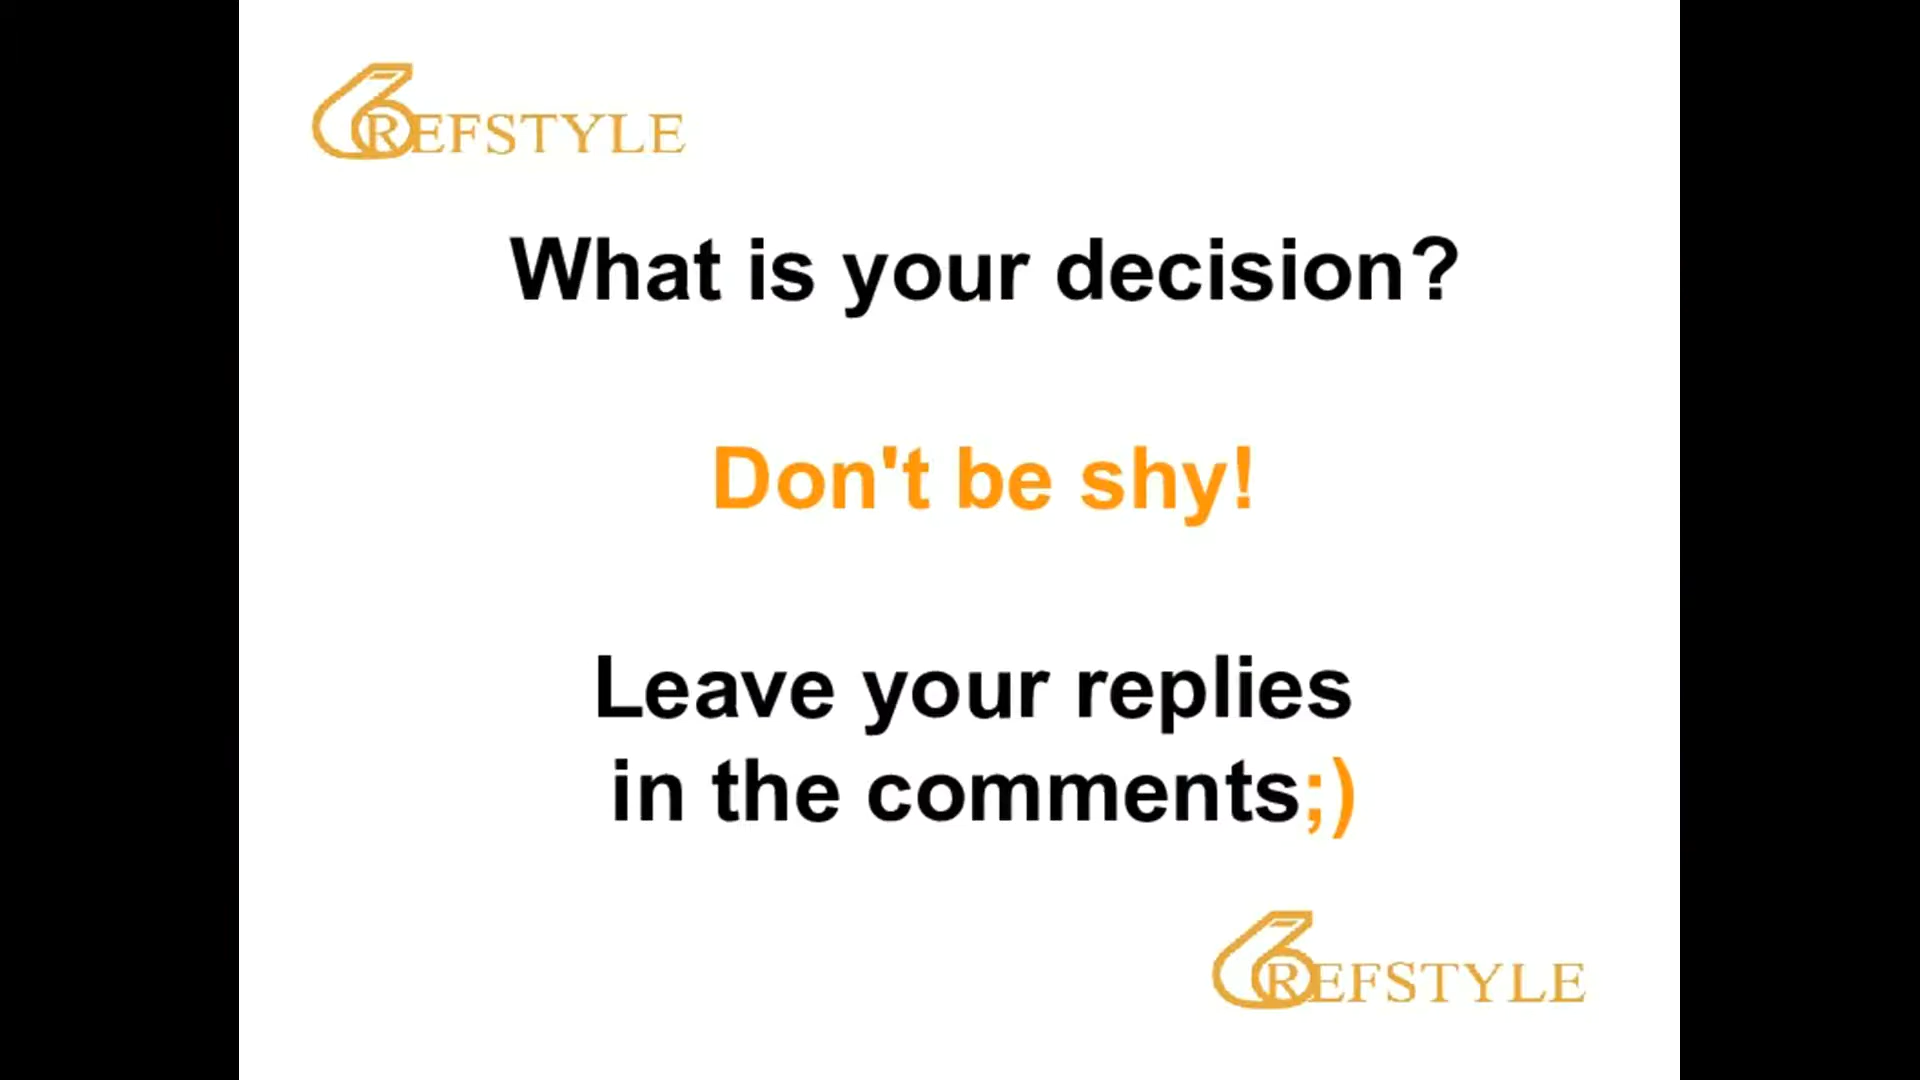 REFSTYLE
What is your decision?
Don't be shy!
Leave your replies
in the comments;)
REFSTYLE